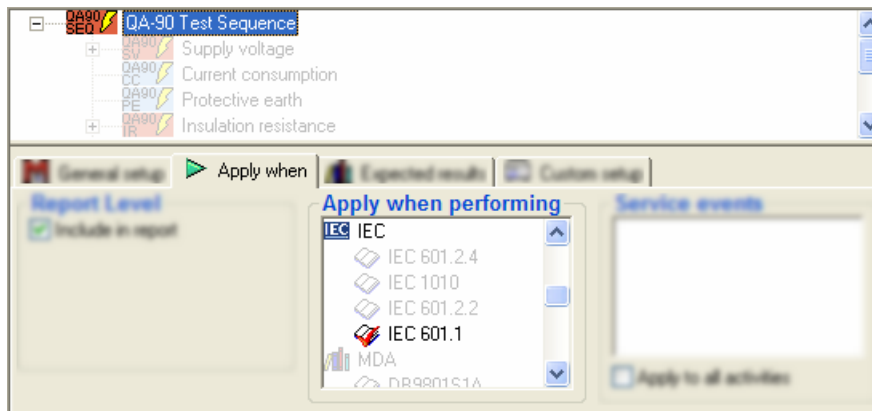 QA90 SEQ QA-90 Test Sequence
QA90 SV Supply voltage
QA90 CC Current consumption
QA90 PE Protective earth
QA90 IR Insulation resistance
General setup Apply when Expected results Custom setup
Report Level Apply when performing Service events
Include in report
IEC IEC
IEC 601.2.4
IEC 1010
IEC 601.2.2
IEC 601.1
MDA
DB9801S1A
Apply to all activities